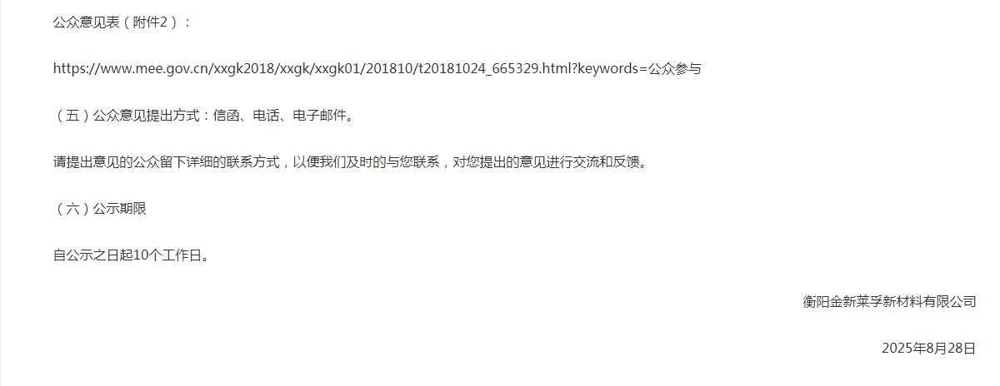 公众意见表（附件2）：
https://www.mee.gov.cn/xxgk2018/xxgk/xxgk01/201810/t20181024_665329.html?keywords=公众参与
（五）公众意见提出方式：信函、电话、电子邮件。
请提出意见的公众留下详细的联系方式，以便我们及时的与您联系，对您提出的意见进行交流和反馈。
（六）公示期限
自公示之日起10个工作日。
衡阳金新莱孚新材料有限公司
2025年8月28日